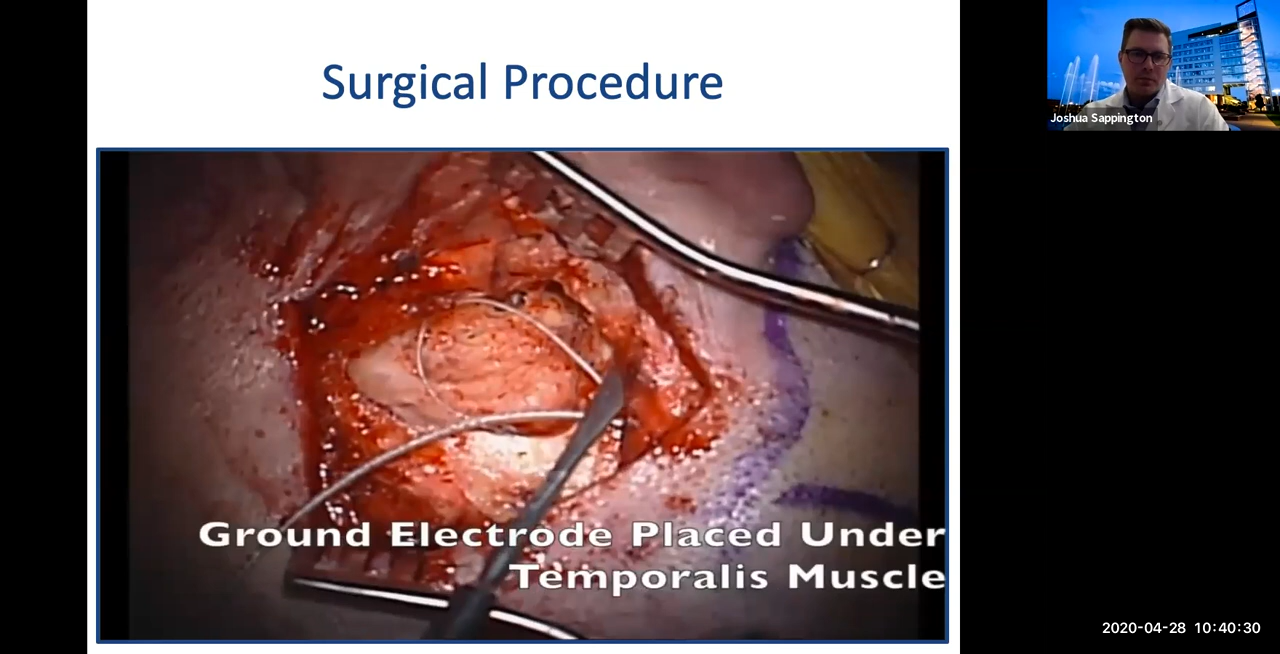 Surgical Procedure
Joshua Sappington
Ground Electrode Placed Under
Temporalis Muscle
2020-04-28 10:40:30